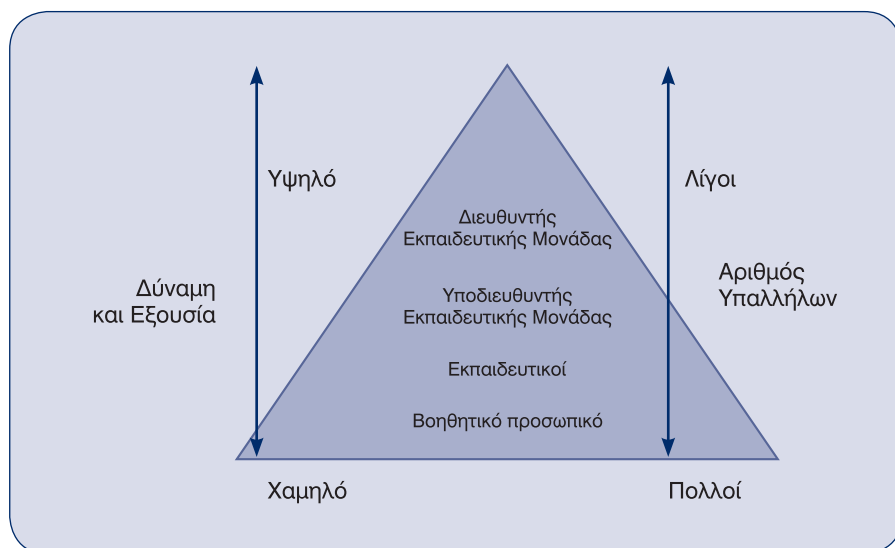 Υψηλό
Λίγοι
Διευθυντής
Εκπαιδευτικής Μονάδας
Δύναμη
και Εξουσία
Υποδιευθυντής
Εκπαιδευτικής Μονάδας
Αριθμός
Υπαλλήλων
Εκπαιδευτικοί
Βοηθητικό προσωπικό
Χαμηλό
Πολλοί